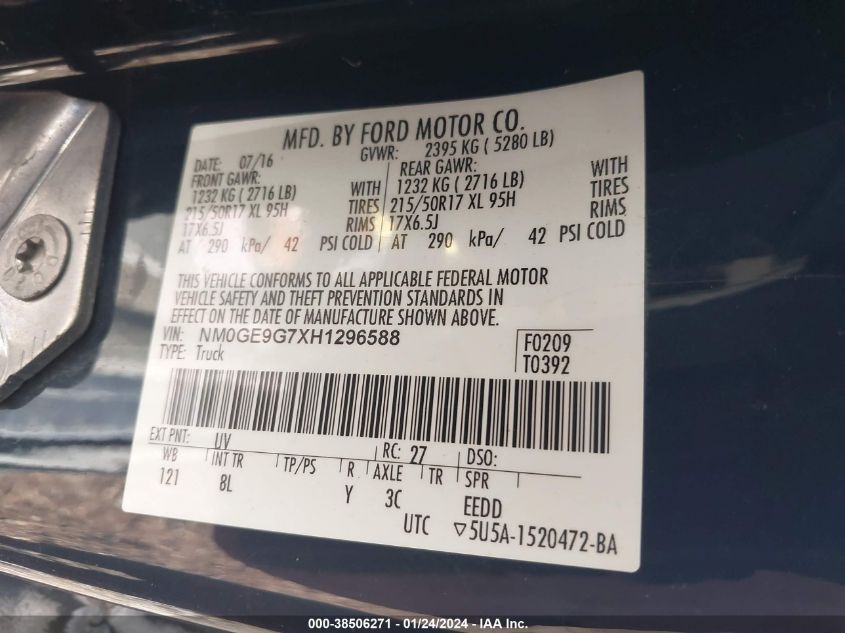 MFD. BY FORD MOTOR CO.
DATE: 07/16 GVWR: 2395 KG ( 5280 LB)
FRONT GAWR: REAR GAWR:
1232 KG ( 2716 LB) WITH 1232 KG ( 2716 LB) WITH
215/50R17 XL 95H TIRES 215/50R17 XL 95H TIRES
17X6.5J RIMS 17X6.5J RIMS
AT 290 kPa/ 42 PSI COLD AT 290 kPa/ 42 PSI COLD
THIS VEHICLE CONFORMS TO ALL APPLICABLE FEDERAL MOTOR
VEHICLE SAFETY AND THEFT PREVENTION STANDARDS IN
EFFECT ON THE DATE OF MANUFACTURE SHOWN ABOVE.
VIN: NM0GE9G7XH1296588 F0209
TYPE: Truck T0392
EXT PNT: UV RC: 27 DSO:
WB INT TR TP/PS R AXLE TR SPR
121 8L Y 3C EEDD
UTC ▽5U5A-1520472-BA
000-38506271 - 01/24/2024 - IAA Inc.